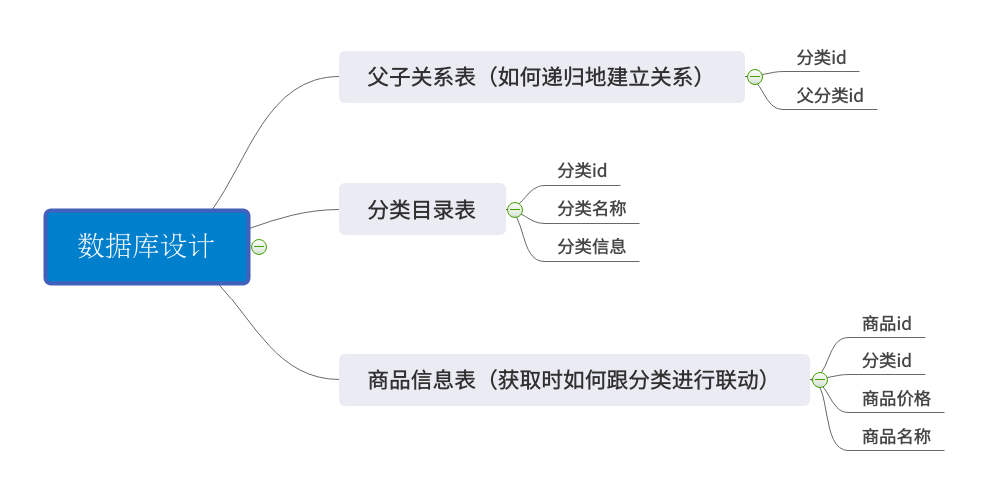 数据库设计
父子关系表（如何递归地建立关系）
分类id
父分类id
分类目录表
分类id
分类名称
分类信息
商品信息表（获取时如何跟分类进行联动）
商品id
分类id
商品价格
商品名称